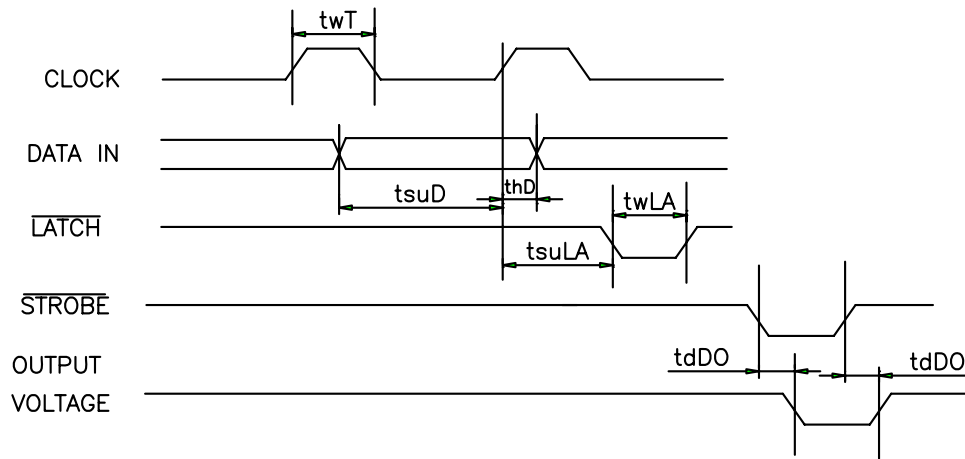 twT
CLOCK
DATA IN
tsuD
thD
twLA
LATCH
tsuLA
STROBE
OUTPUT
VOLTAGE
tdDO
tdDO